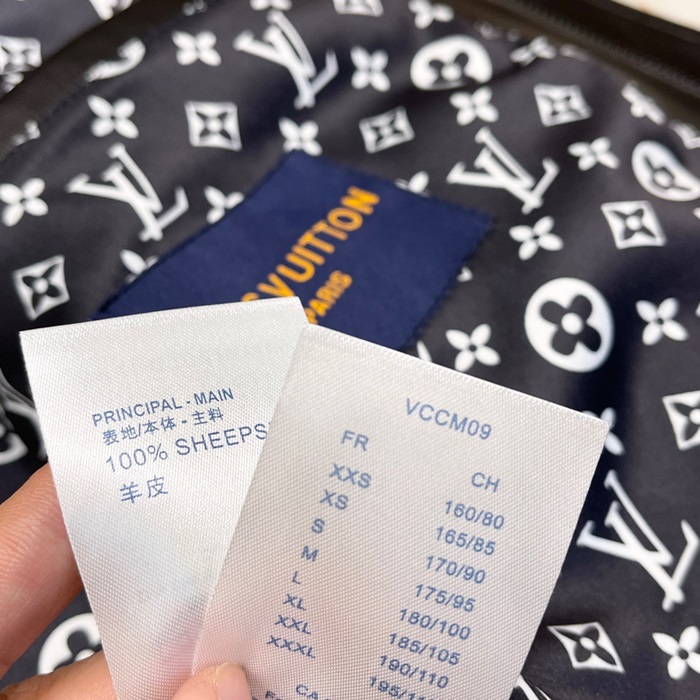 VUITTON
PARIS
PRINCIPAL - MAIN
表地/本体 - 主料
100% SHEEPS
羊皮
VCCM09
FR CH
XXS 160/80
XS 165/85
S 170/90
M 175/95
L 180/100
XL 185/105
XXL 190/110
XXXL